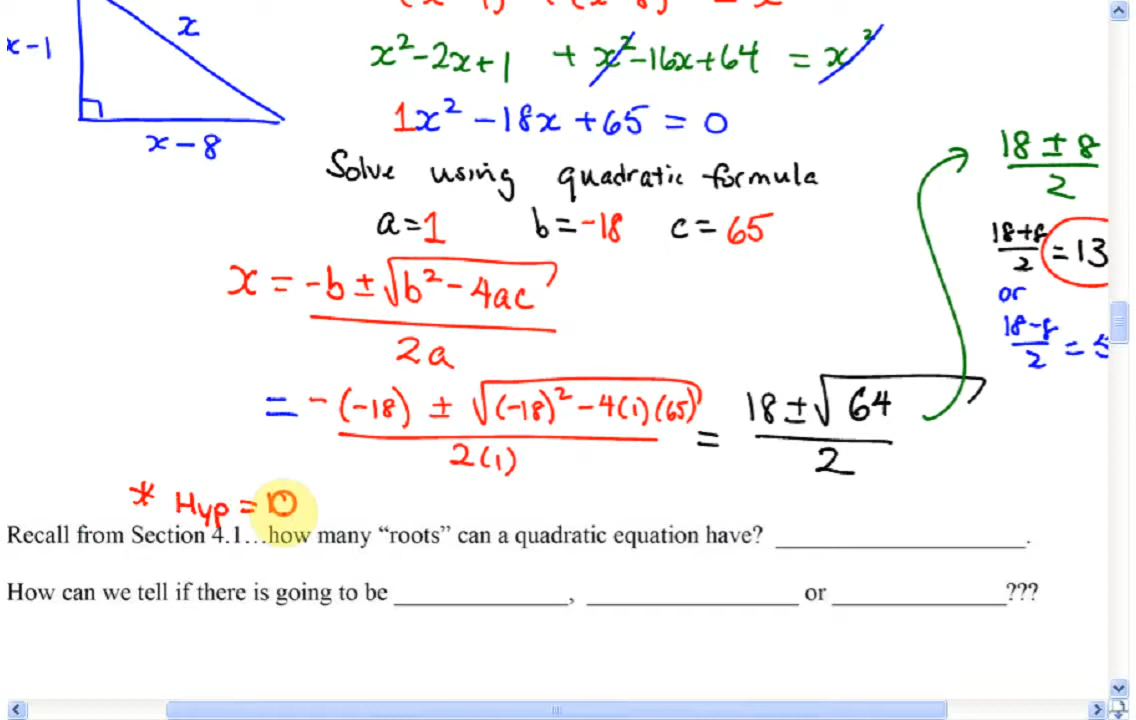 x
x-1
x² - 2x + 1 + x² - 16x + 64 = x²
1x² - 18x + 65 = 0
x - 8
Solve using quadratic formula
18 ± 8 / 2
a = 1 b = -18 c = 65
18+8 / 2 = 13
x = -b ± √b² - 4ac / 2a
or
18-8 / 2 = 5
= -(-18) ± √(-18)² - 4(1)(65) / 2(1) = 18 ± √64 / 2
* Hyp =
Recall from Section 4.1…how many “roots” can a quadratic equation have? ____________________.
How can we tell if there is going to be ______________, _________________ or ______________???